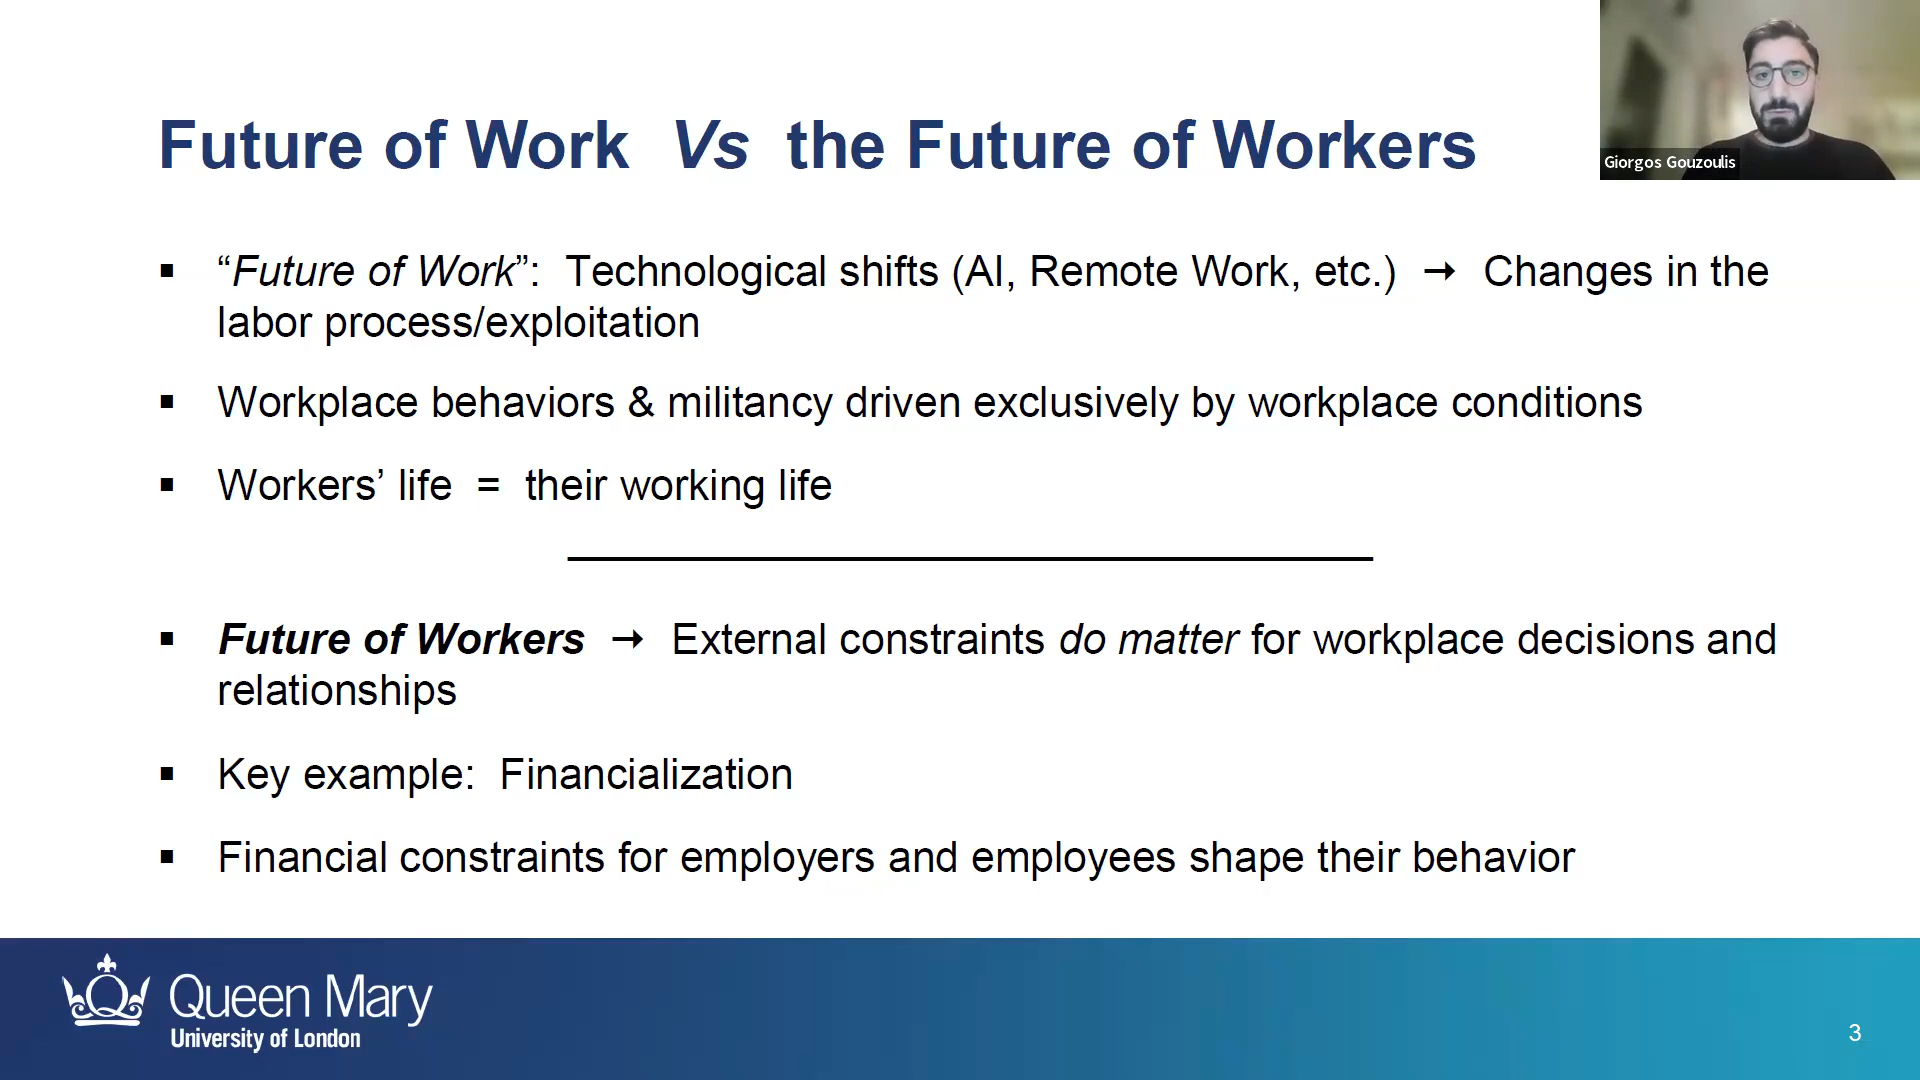 Future of Work Vs the Future of Workers
Giorgos Gouzoulis
▪ “Future of Work”: Technological shifts (AI, Remote Work, etc.) → Changes in the
labor process/exploitation
▪ Workplace behaviors & militancy driven exclusively by workplace conditions
▪ Workers’ life = their working life
▪ Future of Workers → External constraints do matter for workplace decisions and
relationships
▪ Key example: Financialization
▪ Financial constraints for employers and employees shape their behavior
Queen Mary
University of London
3